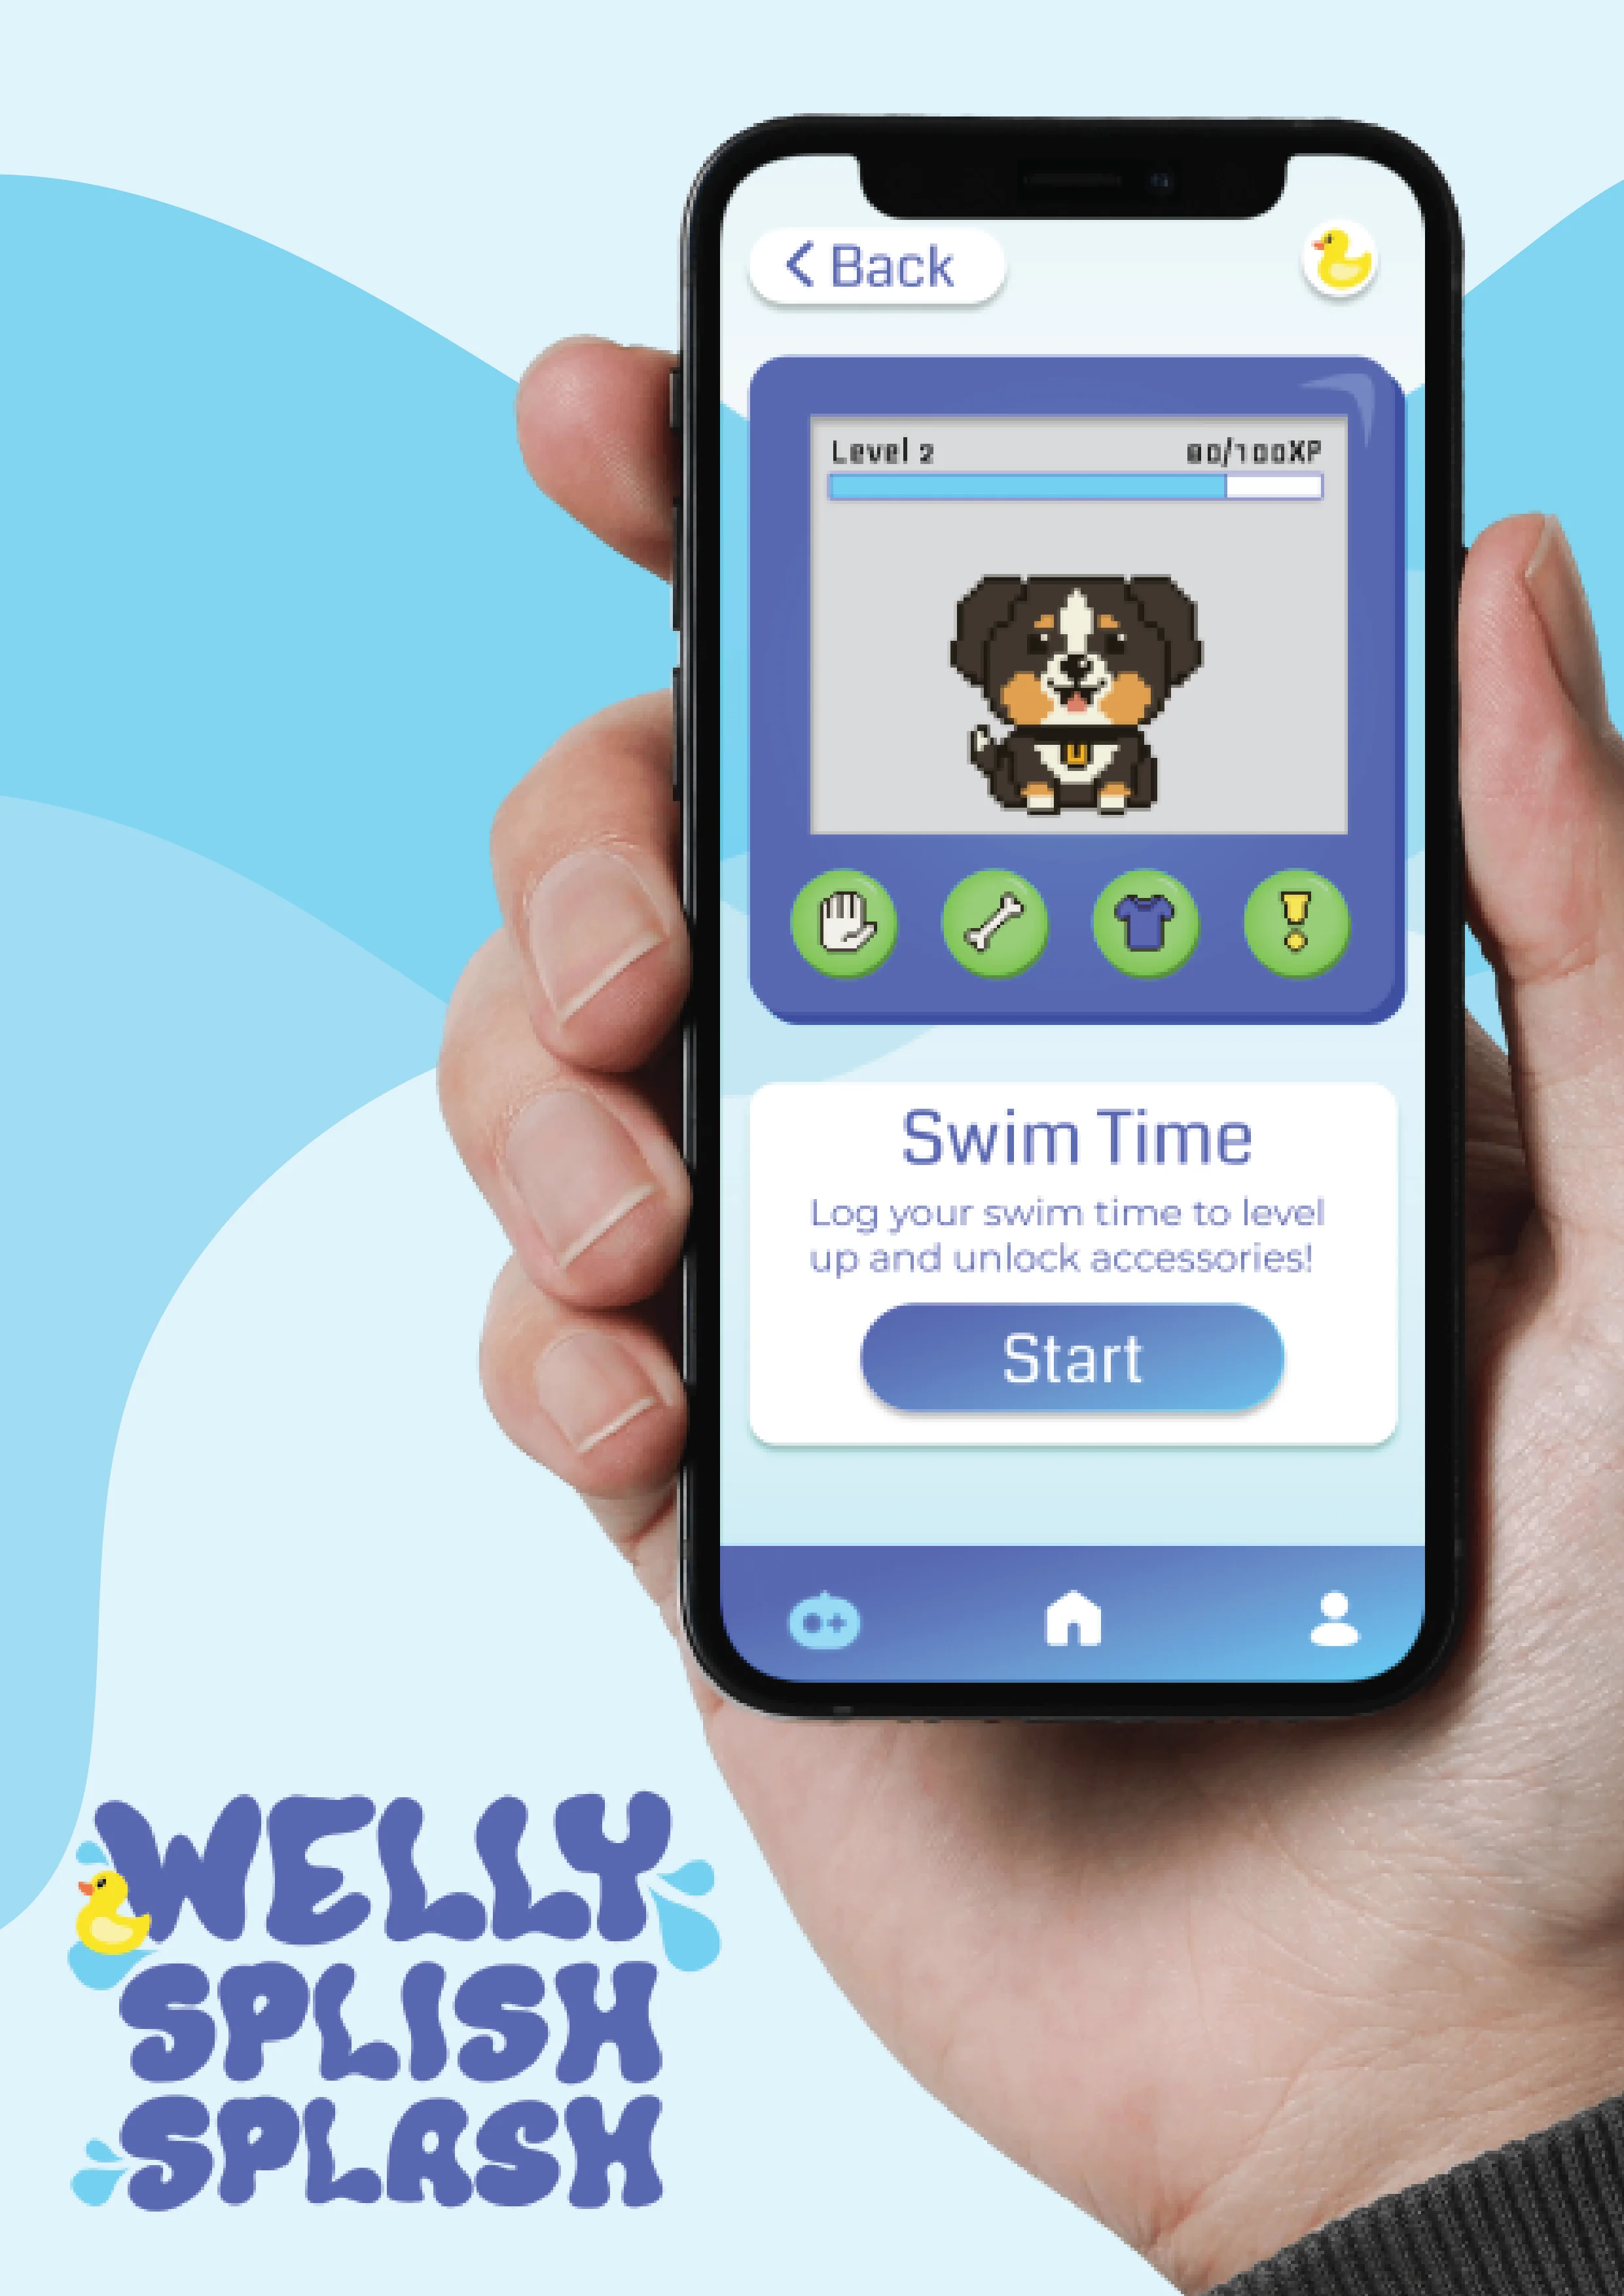 Back
Level 2
80/100XP
Swim Time
Log your swim time to level
up and unlock accessories!
Start
WELLY
SPLISH
SPLASH